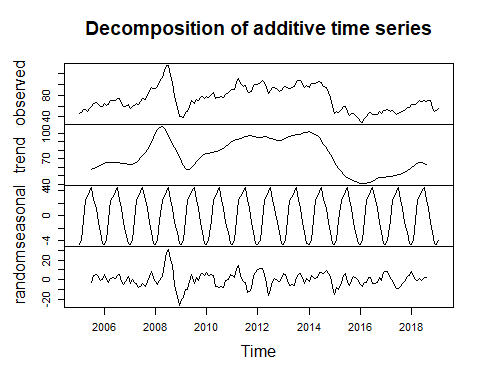 Decomposition of additive time series
observed
40 80
trend
40 70 100
seasonal
-4 0 4
random
-20 0 20
2006 2008 2010 2012 2014 2016 2018
Time